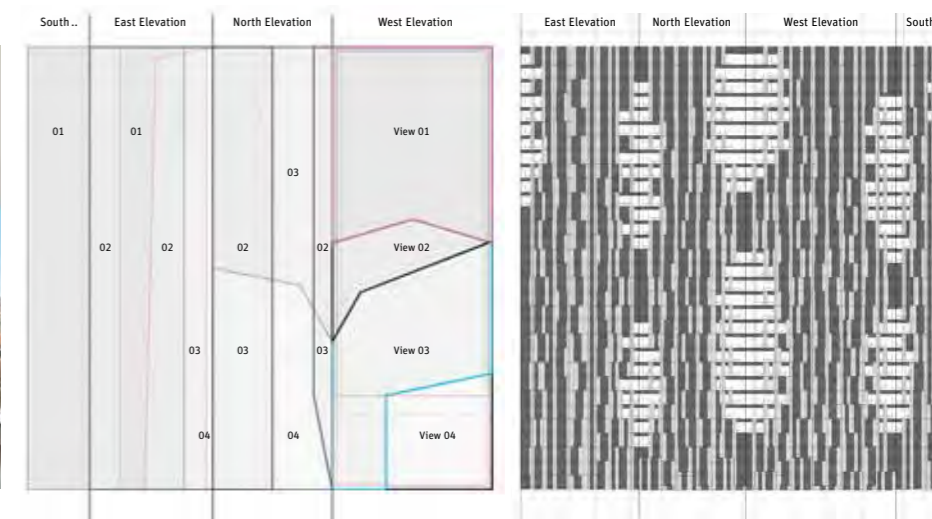 South .. East Elevation North Elevation West Elevation
East Elevation North Elevation West Elevation South
01 01 View 01
03
02 02 02 02 View 02
03 03 03 View 03
04 04 View 04